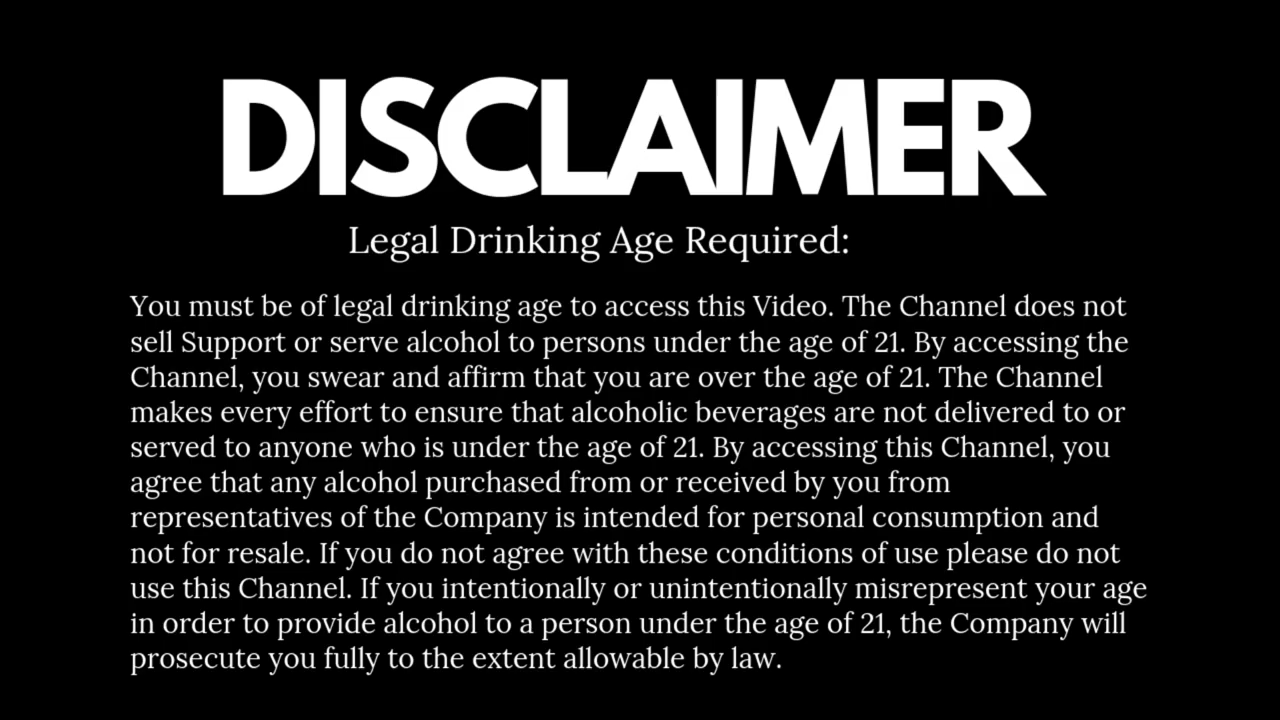 DISCLAIMER
Legal Drinking Age Required:
You must be of legal drinking age to access this Video. The Channel does not
sell Support or serve alcohol to persons under the age of 21. By accessing the
Channel, you swear and affirm that you are over the age of 21. The Channel
makes every effort to ensure that alcoholic beverages are not delivered to or
served to anyone who is under the age of 21. By accessing this Channel, you
agree that any alcohol purchased from or received by you from
representatives of the Company is intended for personal consumption and
not for resale. If you do not agree with these conditions of use please do not
use this Channel. If you intentionally or unintentionally misrepresent your age
in order to provide alcohol to a person under the age of 21, the Company will
prosecute you fully to the extent allowable by law.